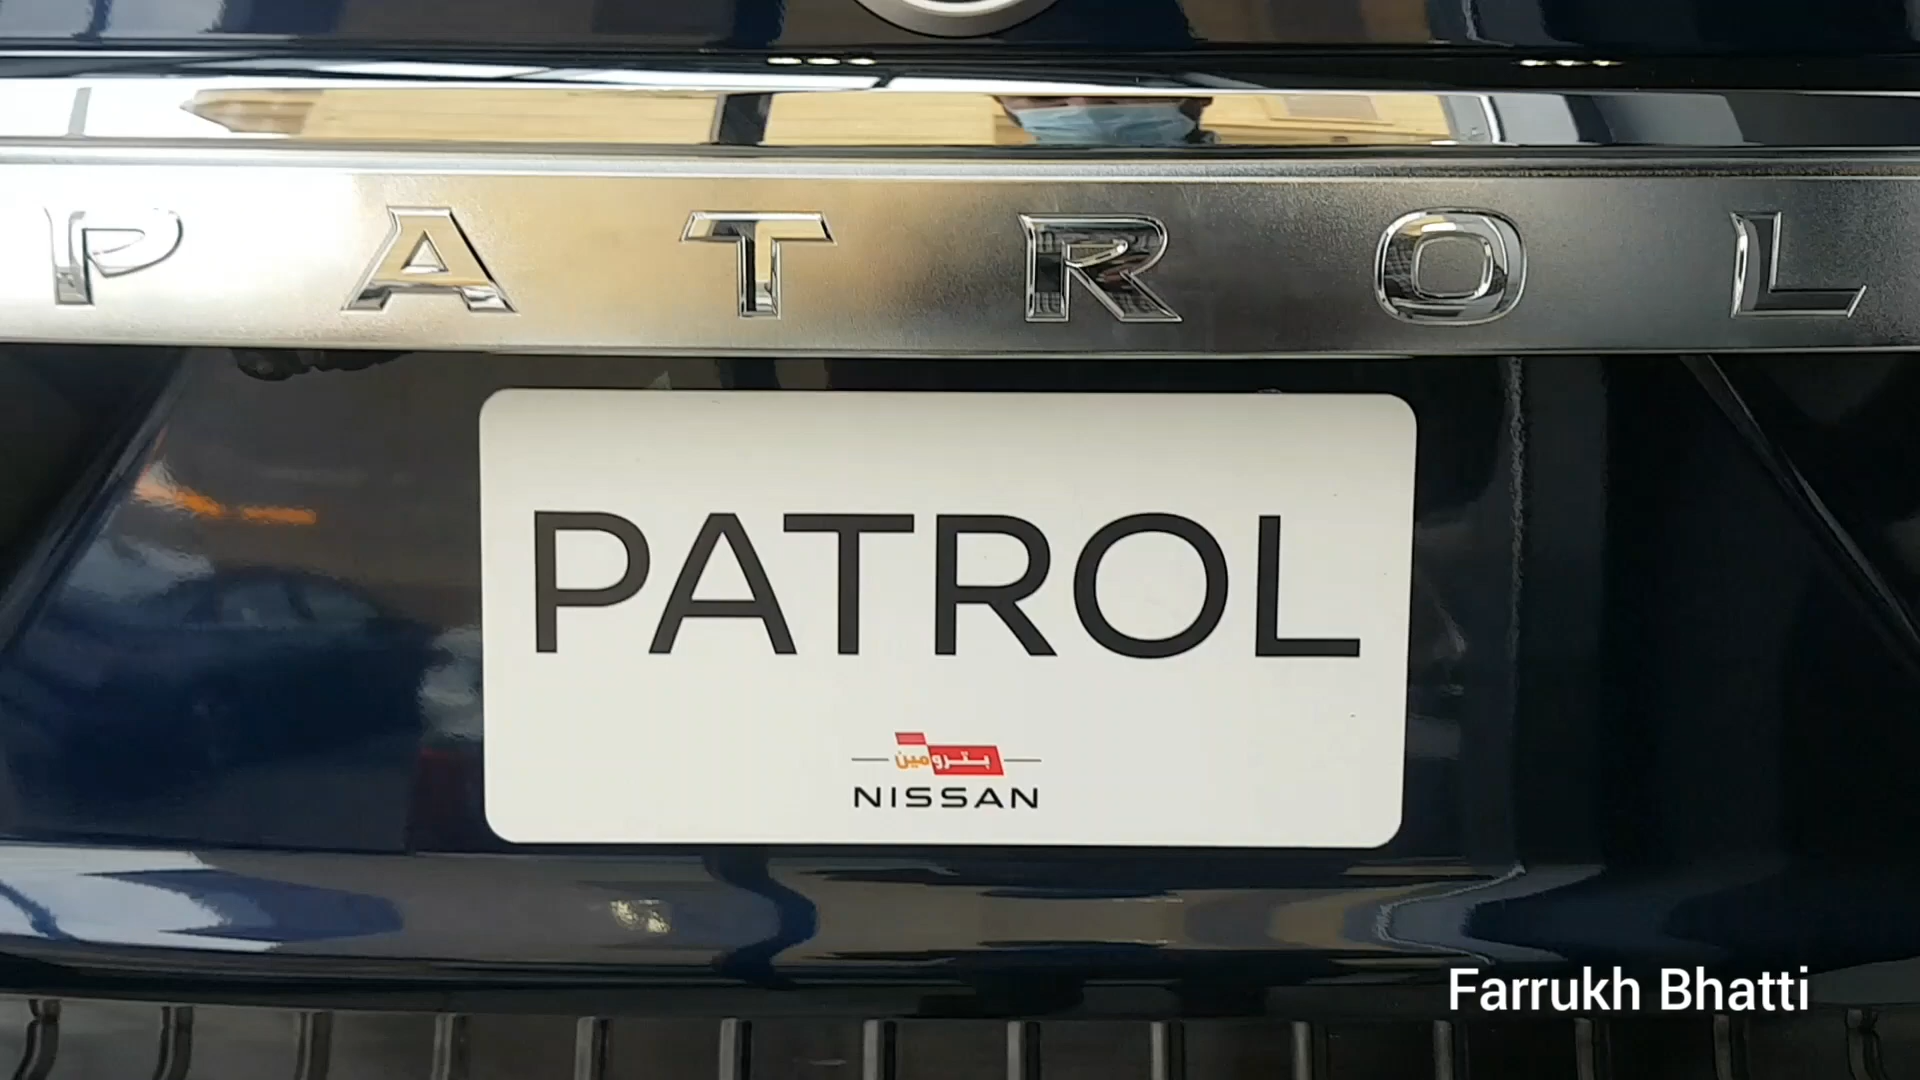 PATROL
PATROL
بترومين
NISSAN
Farrukh Bhatti